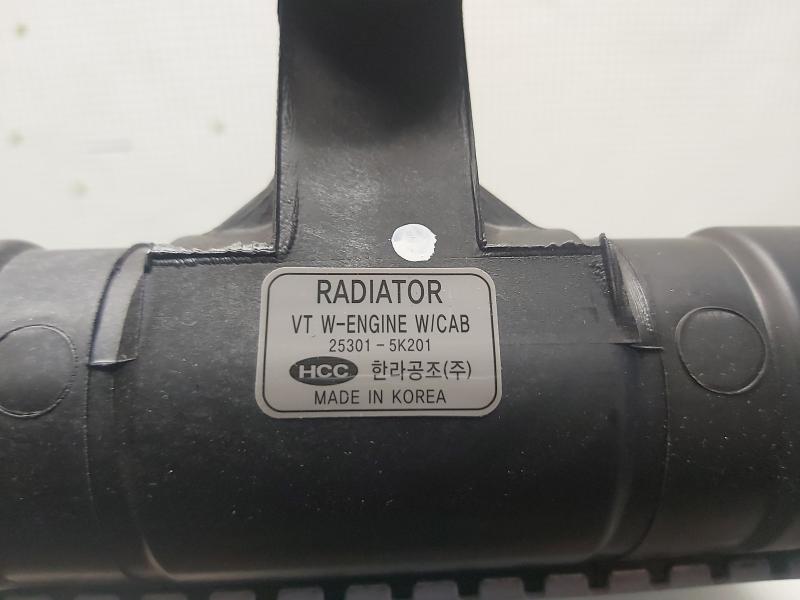 RADIATOR
VT W-ENGINE W/CAB
25301-5K201
HCC 한라공조(주)
MADE IN KOREA